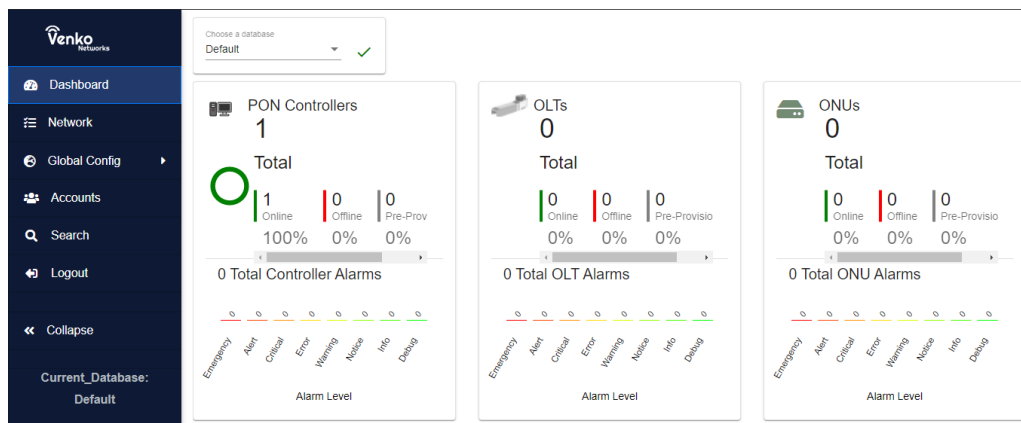 Venko
Networks
Dashboard
Network
Global Config
Accounts
Search
Logout
Collapse
Current_Database:
Default
Choose a database
Default
PON Controllers
1
Total
1 0 0
Online Offline Pre-Prov
100% 0% 0%
0 Total Controller Alarms
0 0 0 0 0 0 0 0
Emergency Alert Critical Error Warning Notice Info Debug
Alarm Level
OLTs
0
Total
0 0 0
Online Offline Pre-Provisio
0% 0% 0%
0 Total OLT Alarms
0 0 0 0 0 0 0 0
Emergency Alert Critical Error Warning Notice Info Debug
Alarm Level
ONUs
0
Total
0 0 0
Online Offline Pre-Provisio
0% 0% 0%
0 Total ONU Alarms
0 0 0 0 0 0 0 0
Emergency Alert Critical Error Warning Notice Info Debug
Alarm Level